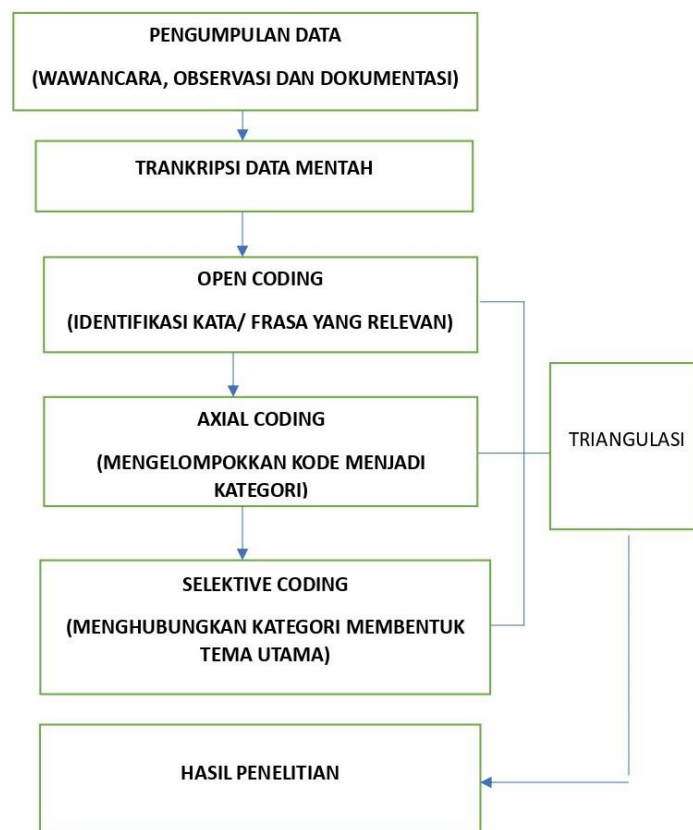 PENGUMPULAN DATA
(WAWANCARA, OBSERVASI DAN DOKUMENTASI)
TRANKRIPSI DATA MENTAH
OPEN CODING
(IDENTIFIKASI KATA/ FRASA YANG RELEVAN)
AXIAL CODING
(MENGELOMPOKKAN KODE MENJADI
KATEGORI)
TRIANGULASI
SELEKTIVE CODING
(MENGHUBUNGKAN KATEGORI MEMBENTUK
TEMA UTAMA)
HASIL PENELITIAN